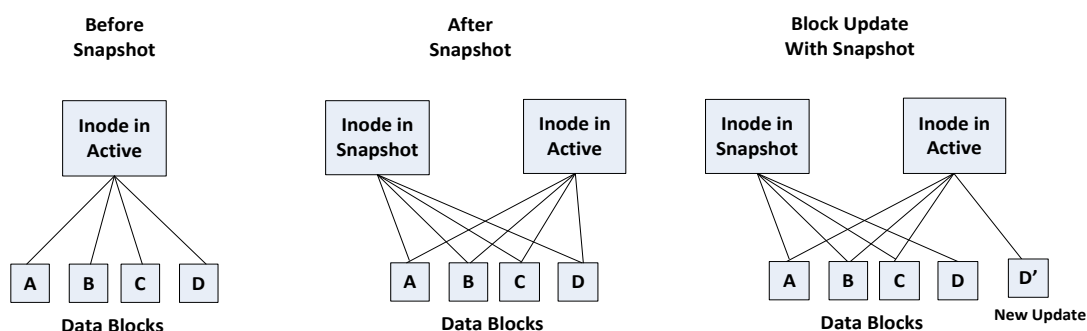 Before
Snapshot
Inode in
Active
A
B
C
D
Data Blocks
After
Snapshot
Inode in
Snapshot
Inode in
Active
A
B
C
D
Data Blocks
Block Update
With Snapshot
Inode in
Snapshot
Inode in
Active
A
B
C
D
D’
Data Blocks
New Update